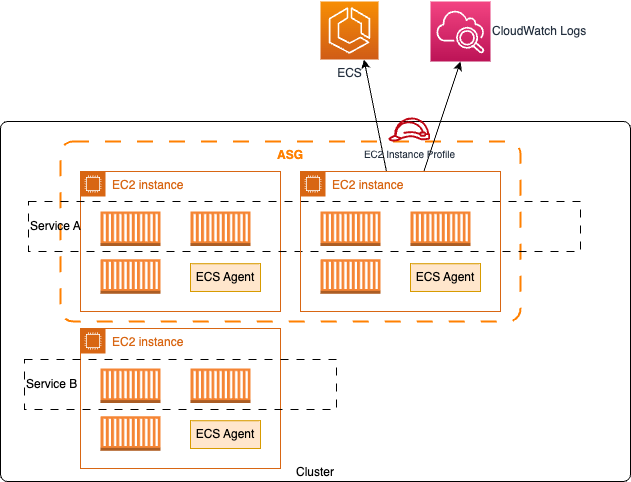 CloudWatch Logs
ECS
EC2 Instance Profile
ASG
EC2 instance
EC2 instance
Service A
ECS Agent
ECS Agent
EC2 instance
Service B
ECS Agent
Cluster